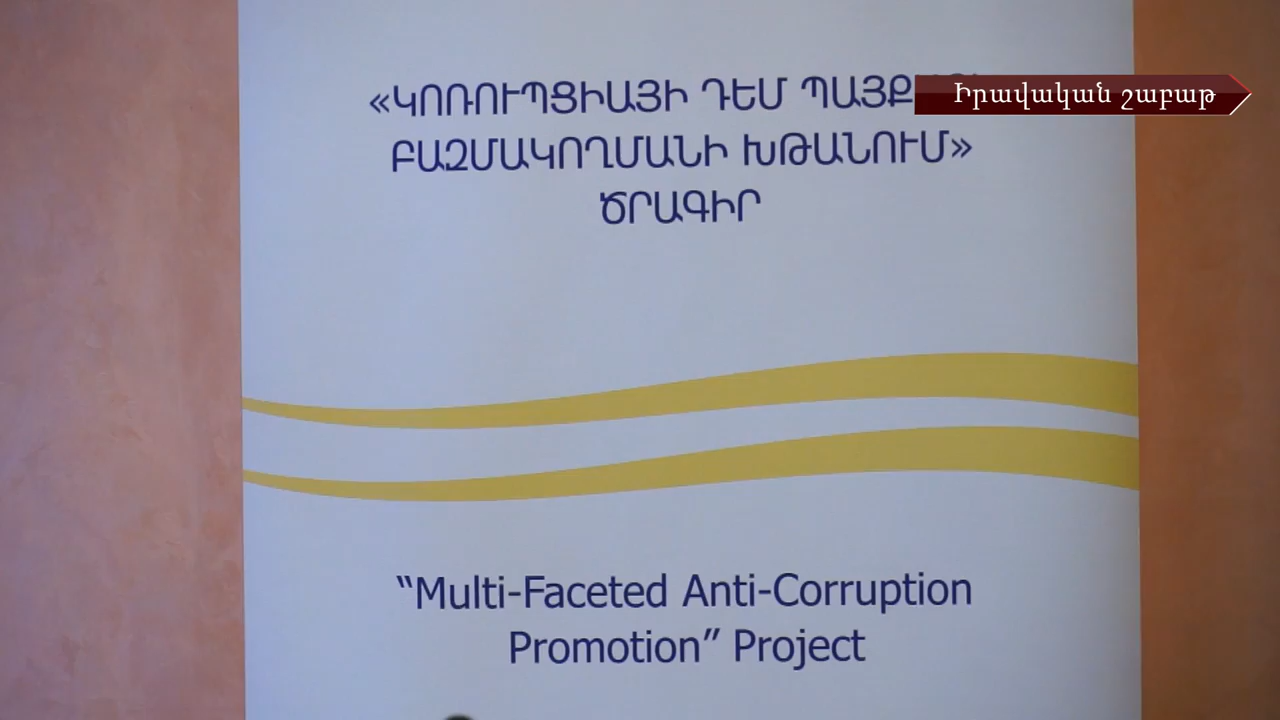 «ԿՈՌՈՒՊՑԻԱՅԻ ԴԵՄ
ԲԱԶՄԱԿՈՂՄԱՆԻ ԽԹԱՆՈՒՄ»
ԾՐԱԳԻՐ
Իրավական շաբաթ
“Multi-Faceted Anti-Corruption
Promotion” Project